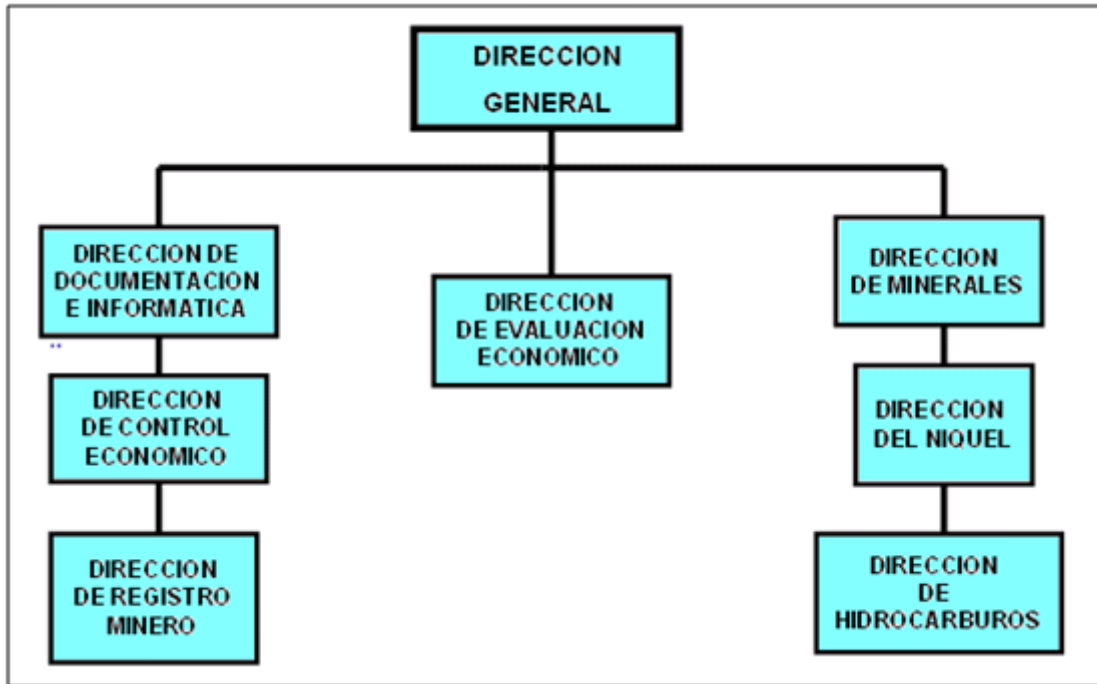 DIRECCION
GENERAL
DIRECCION DE
DOCUMENTACION
E INFORMATICA
DIRECCION
DE CONTROL
ECONOMICO
DIRECCION
DE REGISTRO
MINERO
DIRECCION
DE EVALUACION
ECONOMICO
DIRECCION
DE MINERALES
DIRECCION
DEL NIQUEL
DIRECCION
DE
HIDROCARBUROS